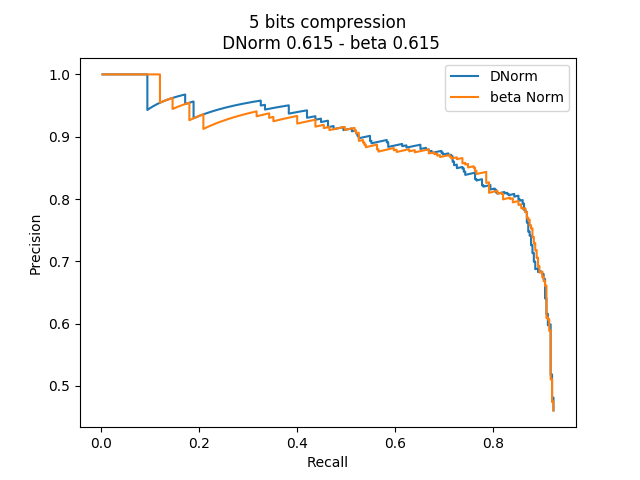 5 bits compression
DNorm 0.615 - beta 0.615
DNorm
beta Norm
1.0
0.9
0.8
0.7
0.6
0.5
Precision
0.0 0.2 0.4 0.6 0.8
Recall